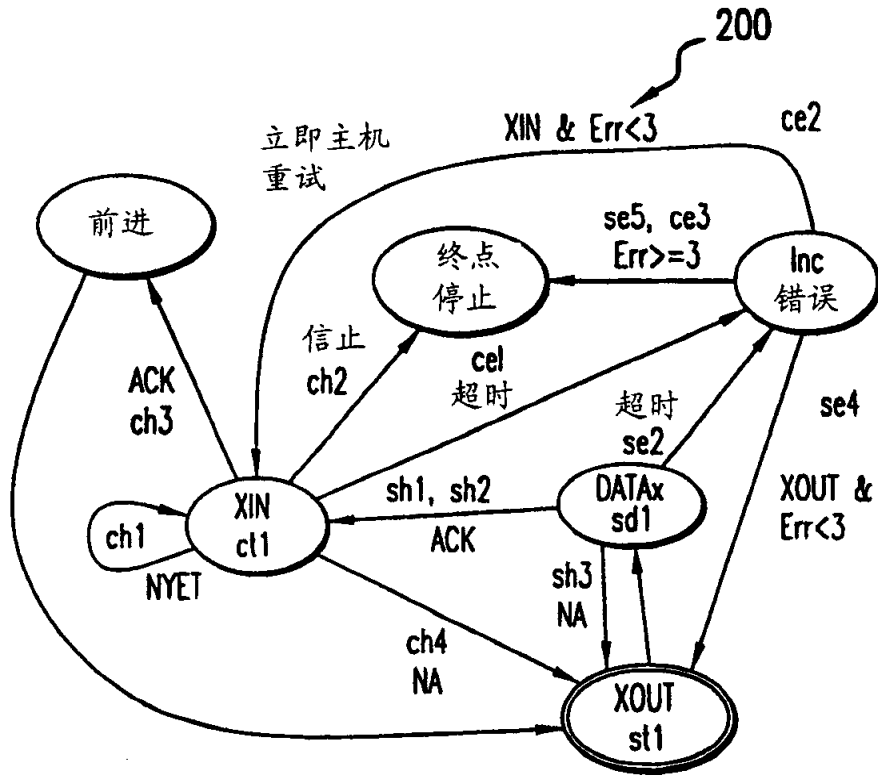 200
XIN & Err<3
ce2
立即主机
重试
前进
se5, ce3
Err>=3
终点
停止
Inc
错误
信止
ch2
ce1
超时
ACK
ch3
超时
se2
se4
XOUT &
Err<3
sh1, sh2
ACK
DATAx
sd1
XIN
ct1
ch1
NYET
sh3
NA
ch4
NA
XOUT
st1